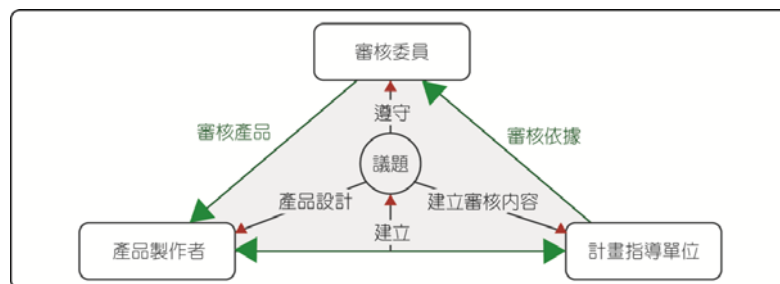 審核委員
審核產品
遵守
審核依據
議題
產品設計
建立審核內容
產品製作者
建立
計畫指導單位